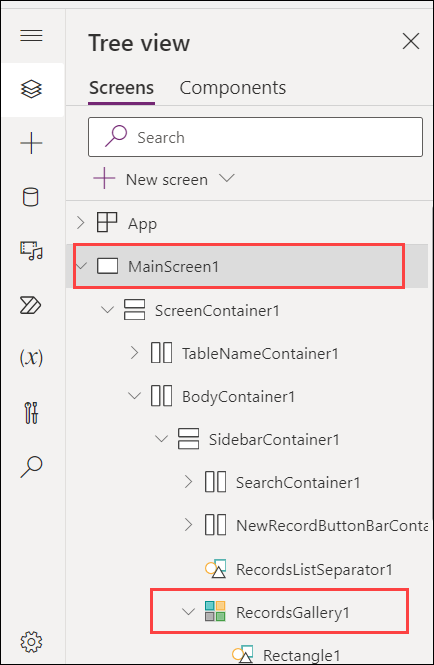 Tree view
Screens Components
Search
New screen
App
MainScreen1
ScreenContainer1
TableNameContainer1
BodyContainer1
SidebarContainer1
SearchContainer1
NewRecordButtonBarConta
(x)
RecordsListSeparator1
RecordsGallery1
Rectangle1